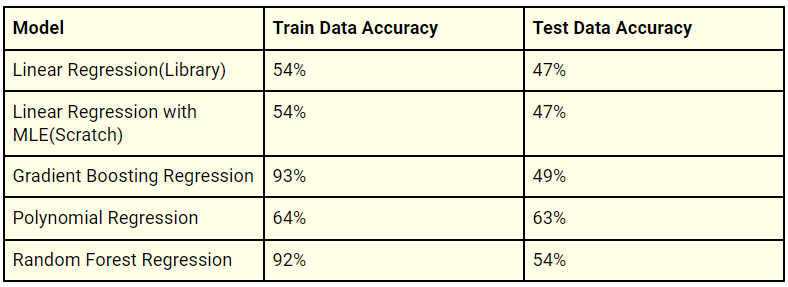 Model Train Data Accuracy Test Data Accuracy
Linear Regression(Library) 54% 47%
Linear Regression with
MLE(Scratch) 54% 47%
Gradient Boosting Regression 93% 49%
Polynomial Regression 64% 63%
Random Forest Regression 92% 54%